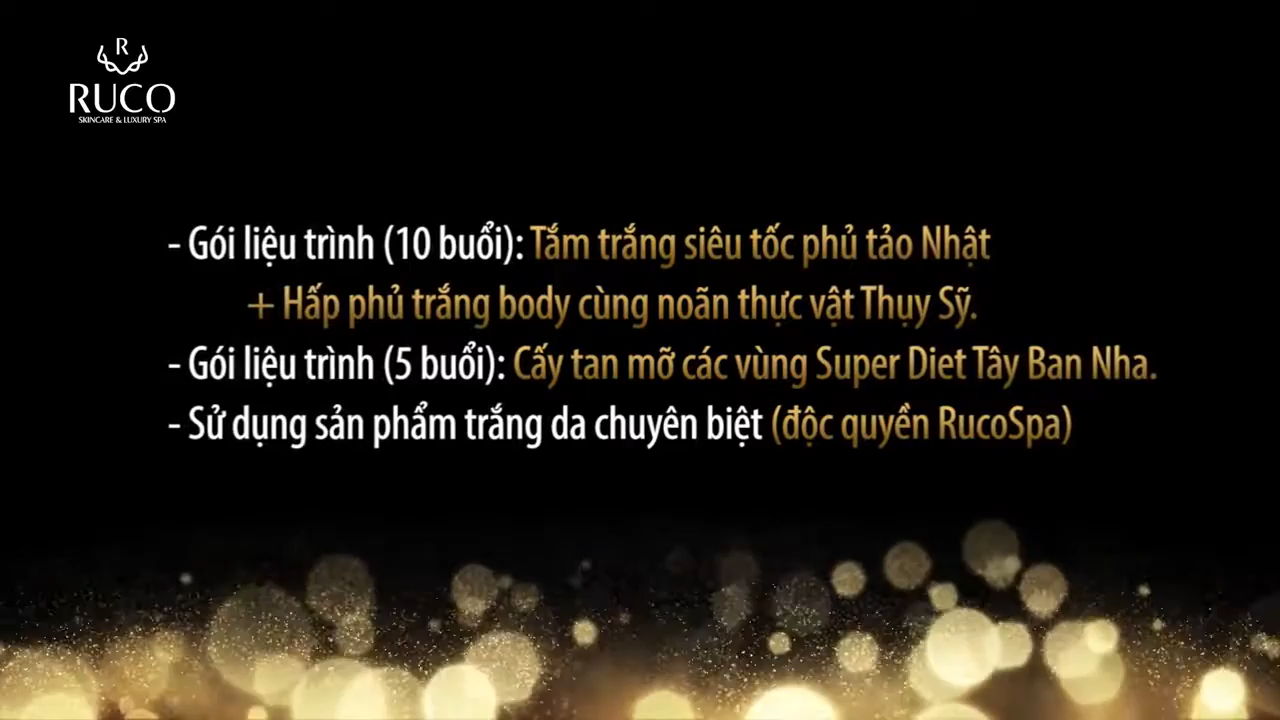 R
RUCO
SKINCARE & LUXURY SPA
- Gói liệu trình (10 buổi): Tắm trắng siêu tốc phủ tảo Nhật
+ Hấp phủ trắng body cùng noãn thực vật Thụy Sỹ.
- Gói liệu trình (5 buổi): Cấy tan mỡ các vùng Super Diet Tây Ban Nha.
- Sử dụng sản phẩm trắng da chuyên biệt (độc quyền RucoSpa)